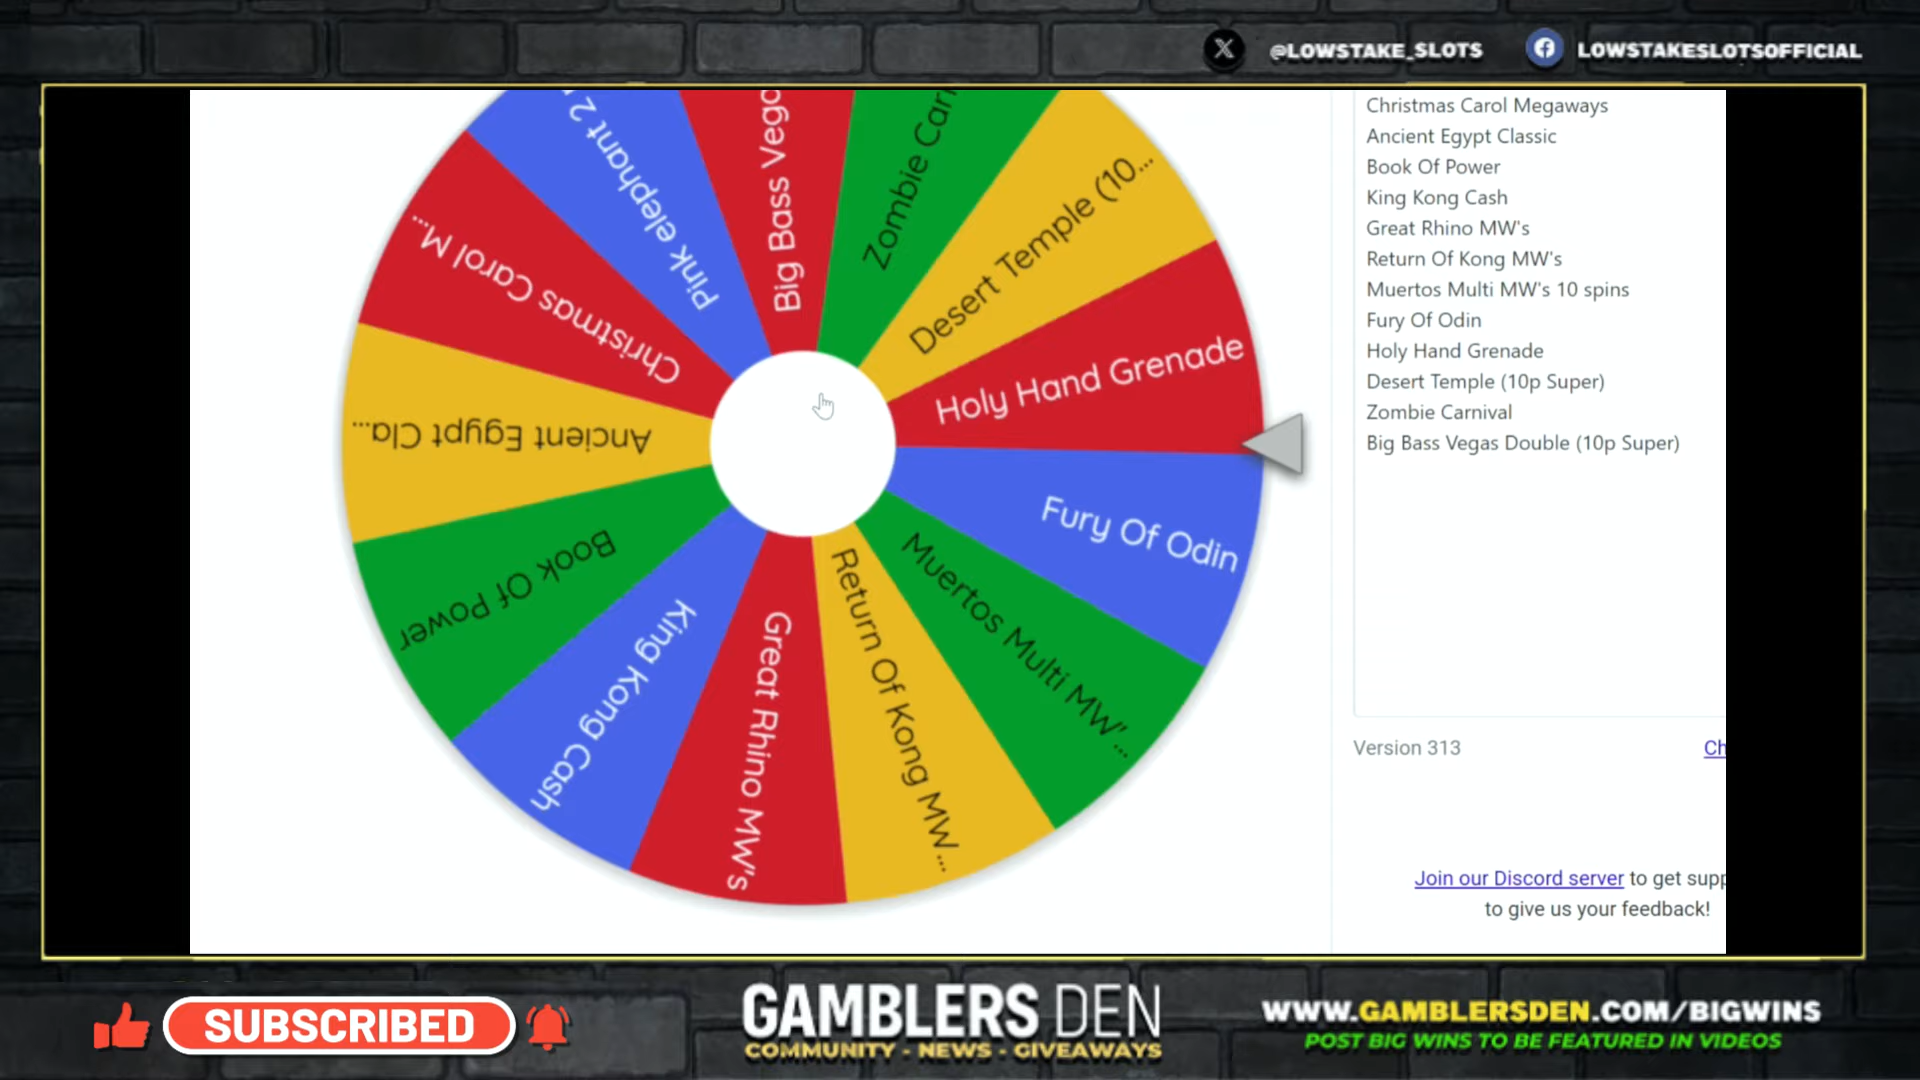 @LOWSTAKE_SLOTS
LOWSTAKESLOTSOFFICIAL
Pink elephant 2
Big Bass Vega
Zombie Carn
Desert Temple (10...
Holy Hand Grenade
Fury Of Odin
Muertos Multi MW'...
Return Of Kong MW...
Great Rhino MW's
King Kong Cash
Book Of Power
Ancient Egypt Cla...
Christmas Carol M...
Christmas Carol Megaways
Ancient Egypt Classic
Book Of Power
King Kong Cash
Great Rhino MW's
Return Of Kong MW's
Muertos Multi MW's 10 spins
Fury Of Odin
Holy Hand Grenade
Desert Temple (10p Super)
Zombie Carnival
Big Bass Vegas Double (10p Super)
Version 313
Ch
Join our Discord server to get supp
to give us your feedback!
SUBSCRIBED
GAMBLERS DEN
COMMUNITY - NEWS - GIVEAWAYS
WWW.GAMBLERSDEN.COM/BIGWINS
POST BIG WINS TO BE FEATURED IN VIDEOS